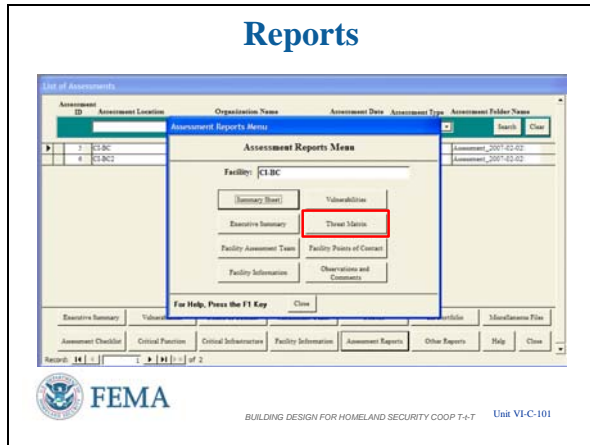 Reports
List of Assessments
Assessment ID Assessment Location Organization Name Assessment Date Assessment Type Assessment Folder Name
Search Clear
5 CI-BC Assessment_2007-02-02
6 CI-BC2 Assessment_2007-02-02
Assessment Reports Menu
Assessment Reports Menu
Facility: CI-BC
Summary Sheet Vulnerabilities
Executive Summary Threat Matrix
Facility Assessment Team Facility Points of Contact
Facility Information Observations and Comments
For Help, Press the F1 Key Close
Executive Summary Miscellaneous Files
Assessment Checklist Critical Function Critical Infrastructure Facility Information Assessment Reports Other Reports Help Close
Record: 1 of 2
FEMA
BUILDING DESIGN FOR HOMELAND SECURITY COOP T-t-T Unit VI-C-101